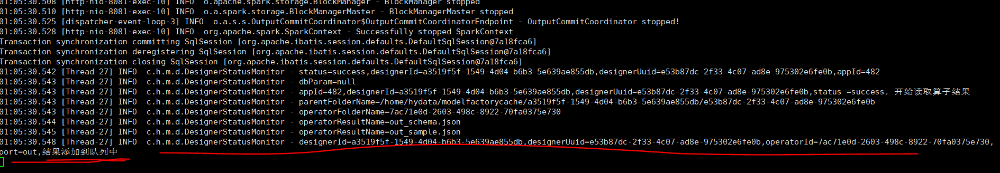 01:05:30.508 [http-nio-8081-exec-10] INFO  o.apache.spark.storage.BlockManager - BlockManager stopped
01:05:30.510 [http-nio-8081-exec-10] INFO  o.a.spark.storage.BlockManagerMaster - BlockManagerMaster stopped
01:05:30.525 [dispatcher-event-loop-3] INFO  o.a.s.s.OutputCommitCoordinator$OutputCommitCoordinatorEndpoint - OutputCommitCoordinator stopped!
01:05:30.528 [http-nio-8081-exec-10] INFO  org.apache.spark.SparkContext - Successfully stopped SparkContext
Transaction synchronization committing SqlSession [org.apache.ibatis.session.defaults.DefaultSqlSession@7a18fca6]
Transaction synchronization deregistering SqlSession [org.apache.ibatis.session.defaults.DefaultSqlSession@7a18fca6]
Transaction synchronization closing SqlSession [org.apache.ibatis.session.defaults.DefaultSqlSession@7a18fca6]
01:05:30.542 [Thread-27] INFO  c.h.m.d.DesignerStatusMonitor - status=success,designerId=a3519f5f-1549-4d04-b6b3-5e639ae855db,designerUuid=e53b87dc-2f33-4c07-ad8e-975302e6fe0b,appId=482
01:05:30.543 [Thread-27] INFO  c.h.m.d.DesignerStatusMonitor - dbParam=null
01:05:30.543 [Thread-27] INFO  c.h.m.d.DesignerStatusMonitor - appId=482,designerId=a3519f5f-1549-4d04-b6b3-5e639ae855db,designerUuid=e53b87dc-2f33-4c07-ad8e-975302e6fe0b,status =success，开始读取算子结果
01:05:30.543 [Thread-27] INFO  c.h.m.d.DesignerStatusMonitor - parentFolderName=/home/hydata/modelfactorycache/a3519f5f-1549-4d04-b6b3-5e639ae855db/e53b87dc-2f33-4c07-ad8e-975302e6fe0b
01:05:30.543 [Thread-27] INFO  c.h.m.d.DesignerStatusMonitor - operatorFolderName=7ac71e0d-2603-498c-8922-70fa0375e730
01:05:30.544 [Thread-27] INFO  c.h.m.d.DesignerStatusMonitor - operatorResultName=out_schema.json
01:05:30.545 [Thread-27] INFO  c.h.m.d.DesignerStatusMonitor - operatorResultName=out_sample.json
01:05:30.548 [Thread-27] INFO  c.h.m.d.DesignerStatusMonitor - designerId=a3519f5f-1549-4d04-b6b3-5e639ae855db,designerUuid=e53b87dc-2f33-4c07-ad8e-975302e6fe0b,operatorId=7ac71e0d-2603-498c-8922-70fa0375e730,
port=out,结果添加到队列中